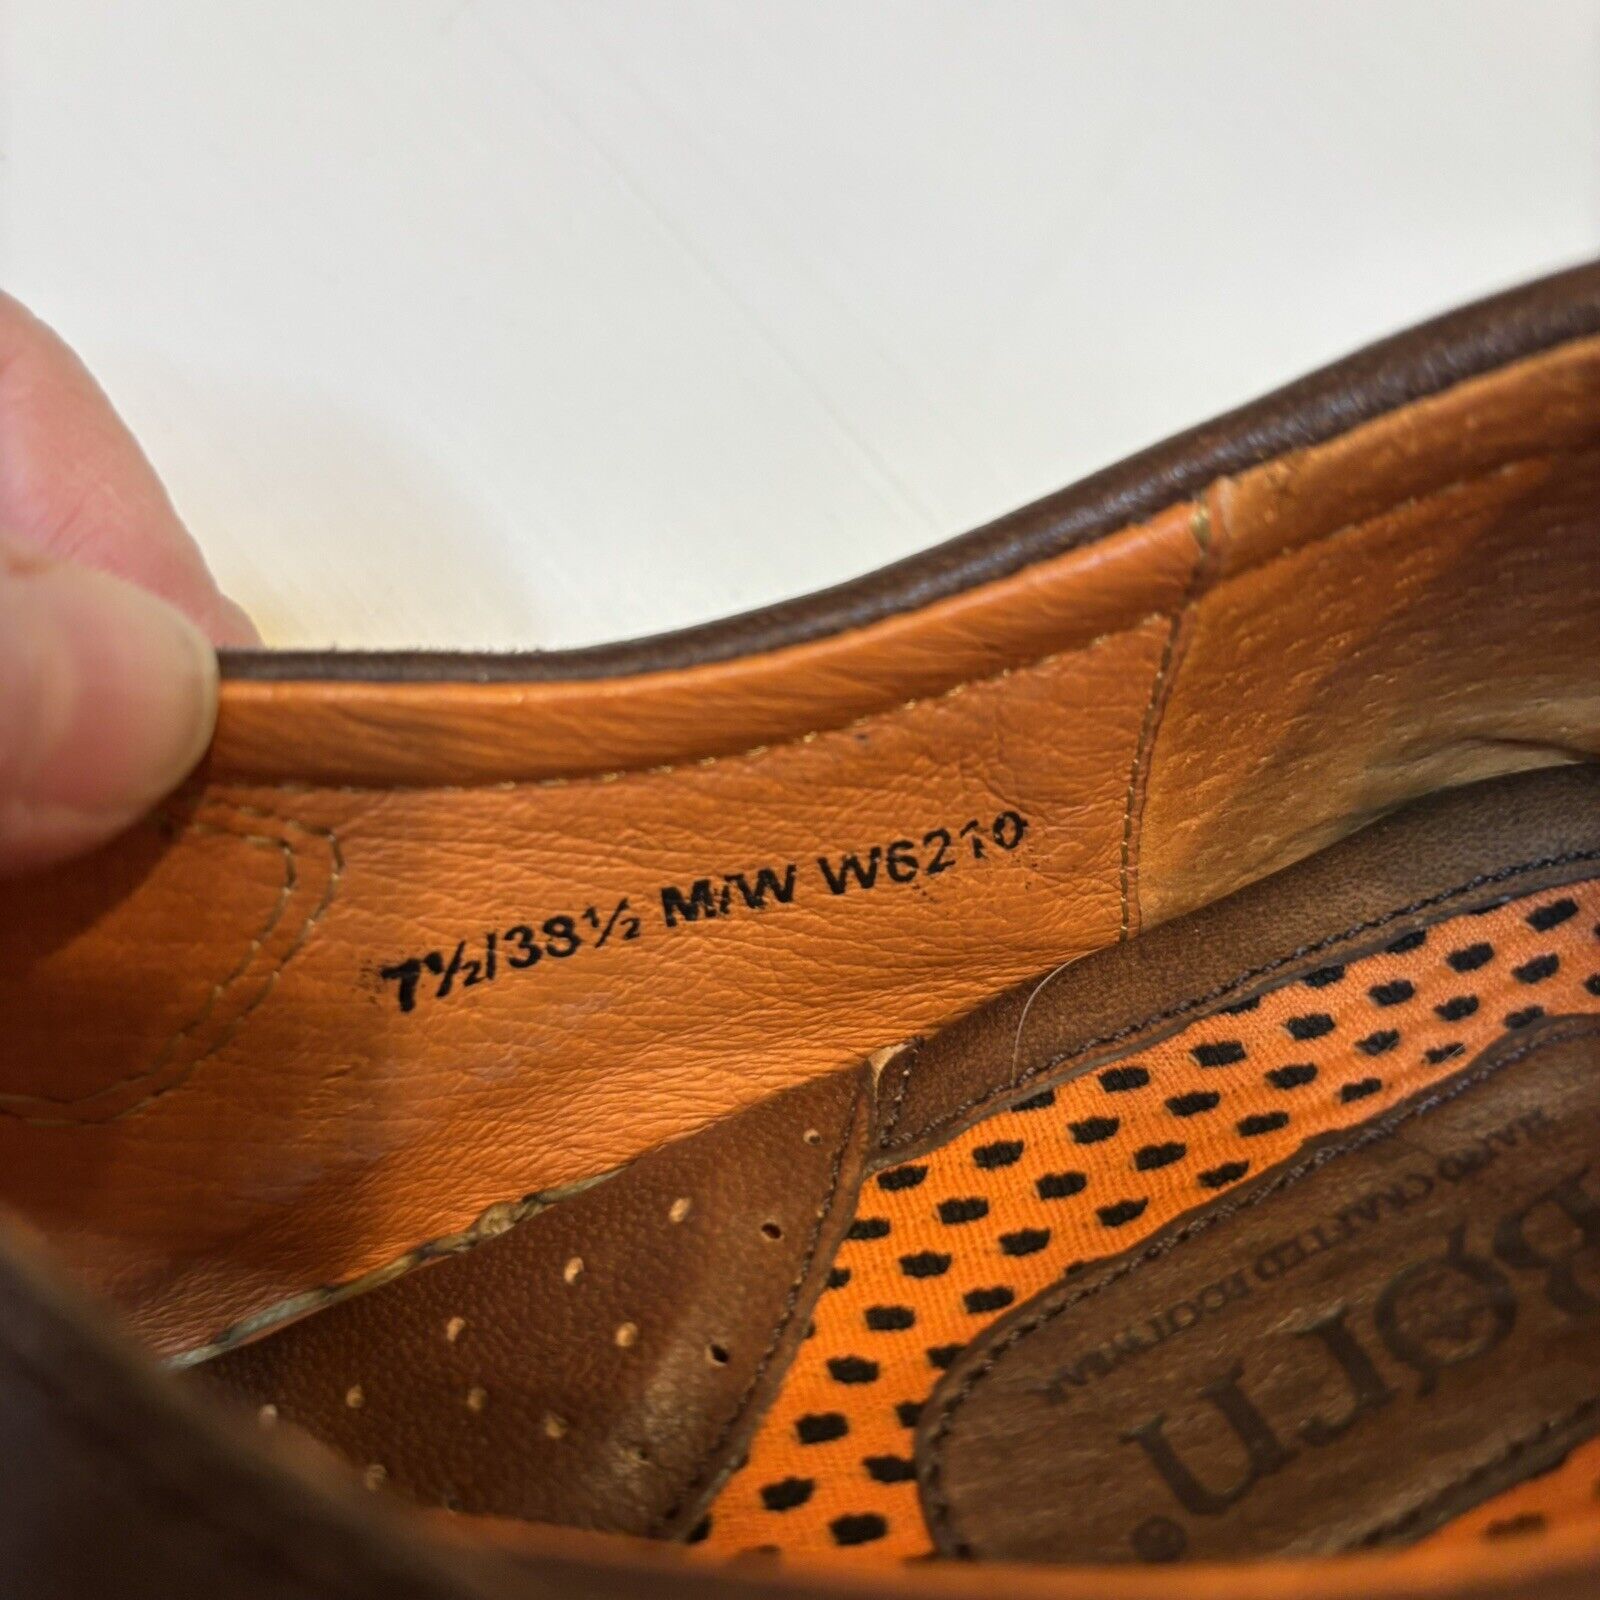 7½/38½ M/W W6210
Børn®
HAND CRAFTED FOOTWEAR